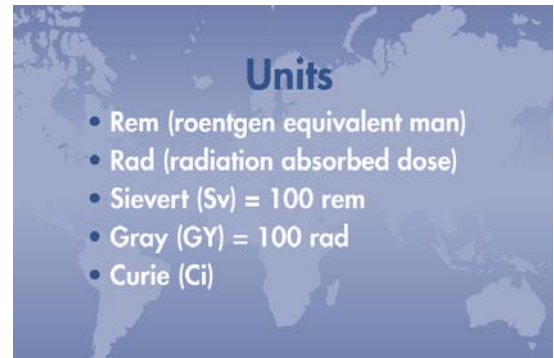 Units
• Rem (roentgen equivalent man)
• Rad (radiation absorbed dose)
• Sievert (Sv) = 100 rem
• Gray (GY) = 100 rad
• Curie (Ci)